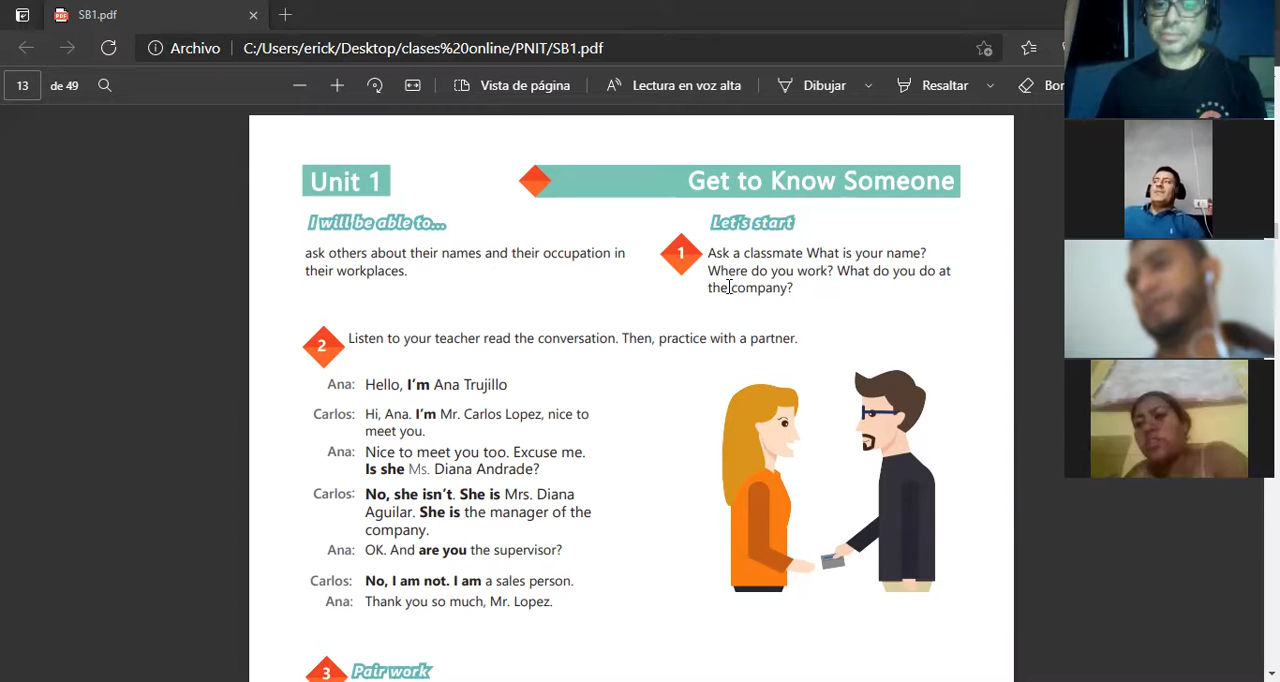 SB1.pdf
Archivo
C:/Users/erick/Desktop/clases%20online/PNIT/SB1.pdf
13 de 49
Vista de página
Lectura en voz alta
Dibujar
Resaltar
Unit 1
Get to Know Someone
I will be able to...
ask others about their names and their occupation in
their workplaces.
Let's start
1
Ask a classmate What is your name?
Where do you work? What do you do at
the company?
2
Listen to your teacher read the conversation. Then, practice with a partner.
Ana: Hello, I'm Ana Trujillo
Carlos: Hi, Ana. I'm Mr. Carlos Lopez, nice to
meet you.
Ana: Nice to meet you too. Excuse me.
Is she Ms. Diana Andrade?
Carlos: No, she isn't. She is Mrs. Diana
Aguilar. She is the manager of the
company.
Ana: OK. And are you the supervisor?
Carlos: No, I am not. I am a sales person.
Ana: Thank you so much, Mr. Lopez.
3
Pair work